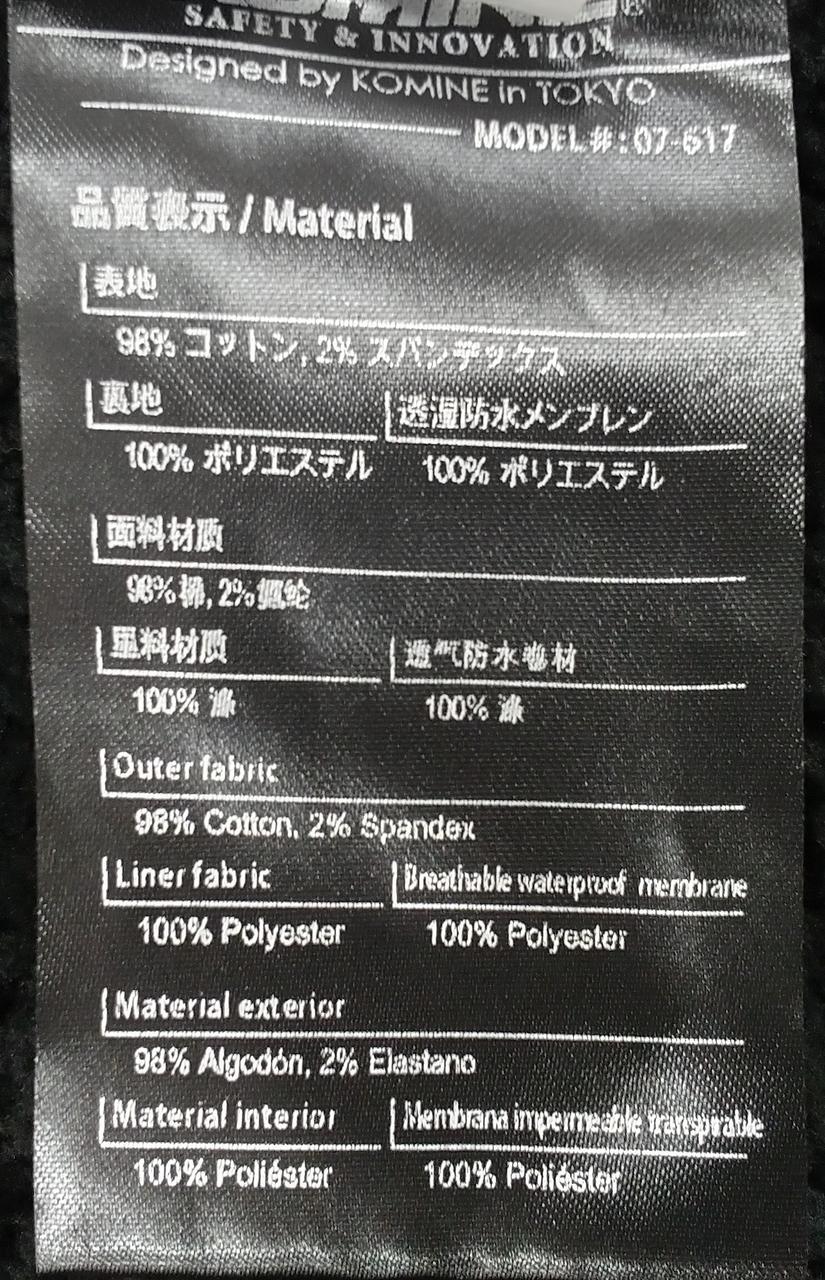 SAFETY & INNOVATION
Designed by KOMINE in TOKYO
MODEL#:07-617
品質表示 / Material
表地
98% コットン, 2% スパンデックス
裏地 透湿防水メンブレン
100% ポリエステル 100% ポリエステル
面料材质
98% 棉, 2%
里料材质 透气防水卷材
100% 涤 100% 涤
Outer fabric
98% Cotton, 2% Spandex
Liner fabric Breathable waterproof membrane
100% Polyester 100% Polyester
Material exterior
98% Algodón, 2% Elastano
Material interior Membrana impermeable transpirable
100% Poliéster 100% Poliéster